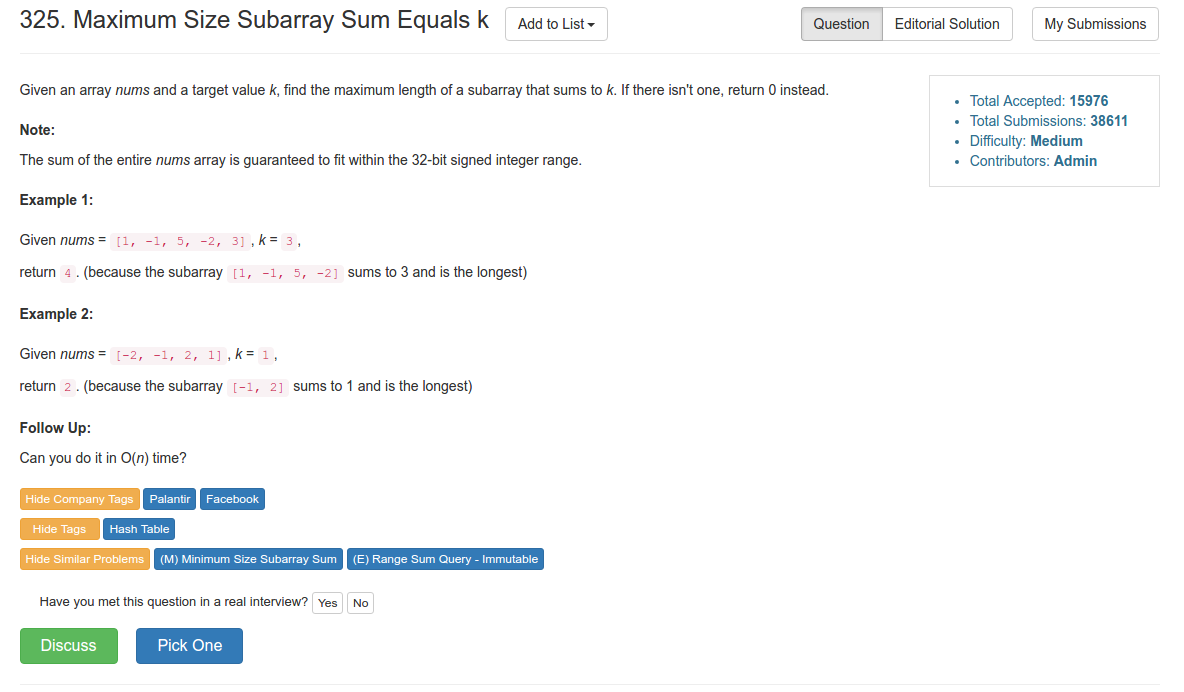 325. Maximum Size Subarray Sum Equals k
Add to List
Question
Editorial Solution
My Submissions
Given an array nums and a target value k, find the maximum length of a subarray that sums to k. If there isn't one, return 0 instead.
Total Accepted: 15976
Total Submissions: 38611
Difficulty: Medium
Contributors: Admin
Note:
The sum of the entire nums array is guaranteed to fit within the 32-bit signed integer range.
Example 1:
Given nums = [1, -1, 5, -2, 3], k = 3,
return 4. (because the subarray [1, -1, 5, -2] sums to 3 and is the longest)
Example 2:
Given nums = [-2, -1, 2, 1], k = 1,
return 2. (because the subarray [-1, 2] sums to 1 and is the longest)
Follow Up:
Can you do it in O(n) time?
Hide Company Tags Palantir Facebook
Hide Tags Hash Table
Hide Similar Problems (M) Minimum Size Subarray Sum (E) Range Sum Query - Immutable
Have you met this question in a real interview? Yes No
Discuss Pick One